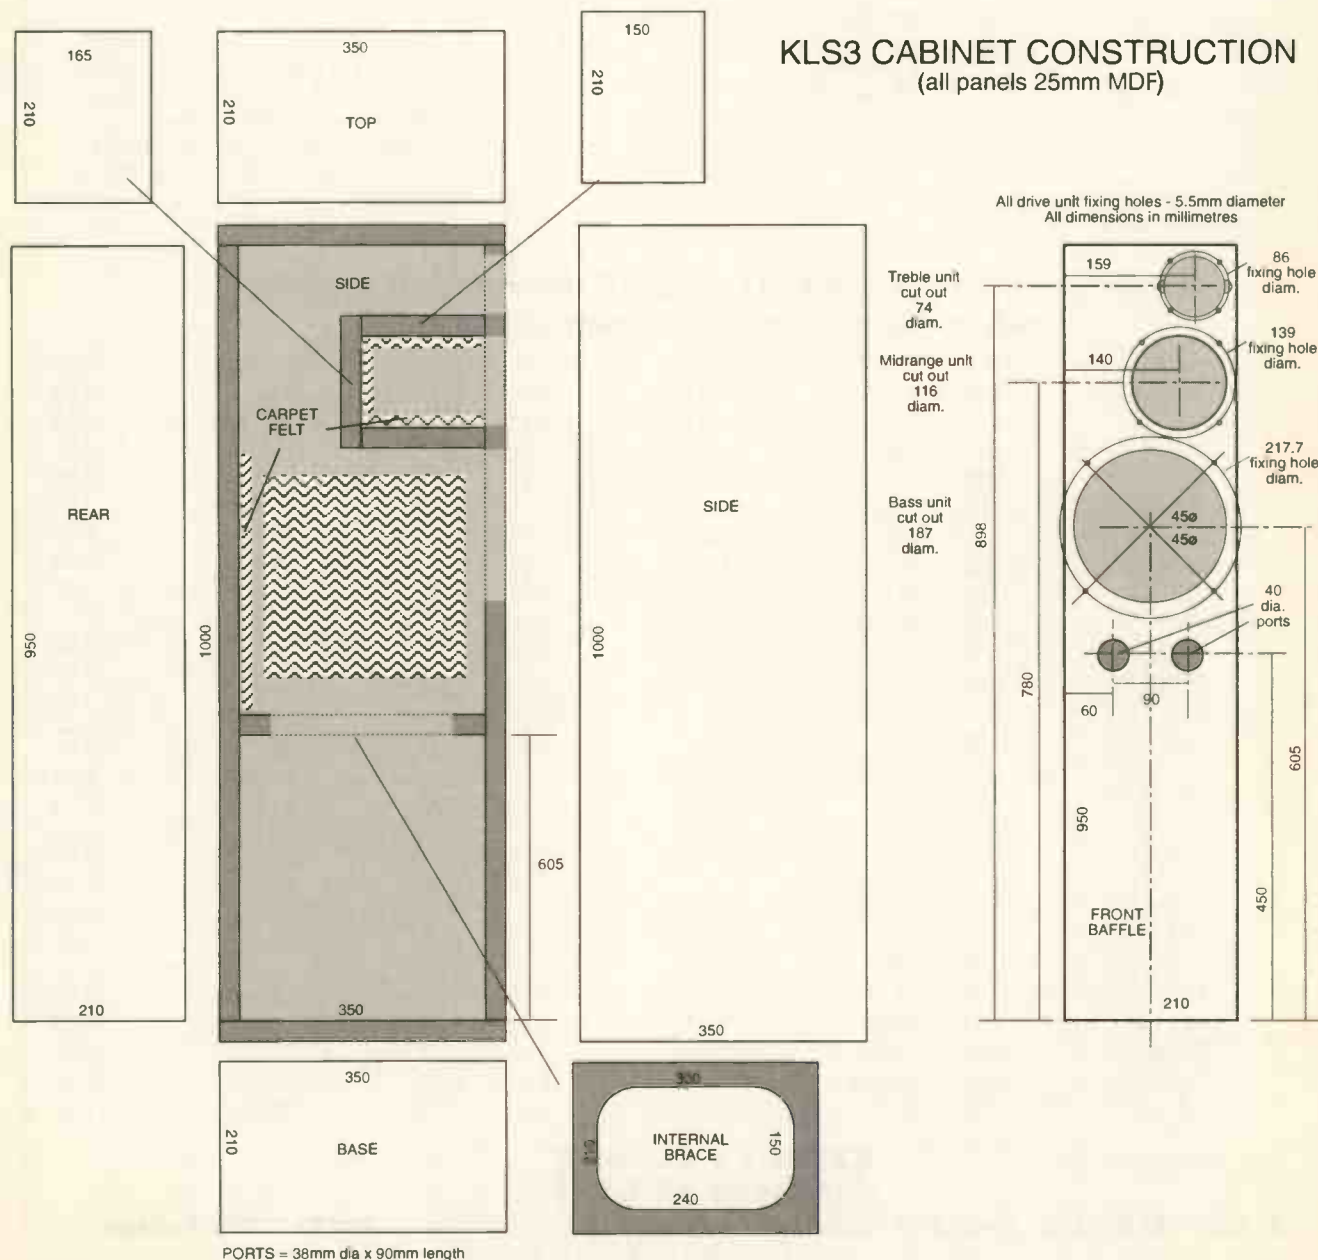 KLS3 CABINET CONSTRUCTION
(all panels 25mm MDF)
165
210
350
210
TOP
150
210
All drive unit fixing holes - 5.5mm diameter
All dimensions in millimetres
REAR
950
210
SIDE
CARPET
FELT
1000
350
605
SIDE
1000
350
Treble unit
cut out
74
diam.
Midrange unit
cut out
116
diam.
Bass unit
cut out
187
diam.
159
86
fixing hole
diam.
140
139
fixing hole
diam.
217.7
fixing hole
diam.
45ø
45ø
40
dia.
ports
60
90
898
780
950
605
450
FRONT
BAFFLE
210
350
210
BASE
300
INTERNAL
BRACE
150
240
PORTS = 38mm dia x 90mm length